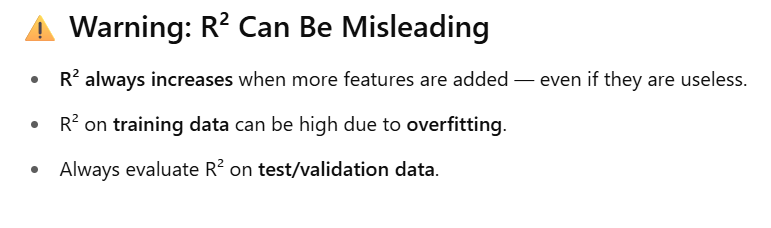 ⚠️ Warning: R² Can Be Misleading
• R² always increases when more features are added — even if they are useless.
• R² on training data can be high due to overfitting.
• Always evaluate R² on test/validation data.